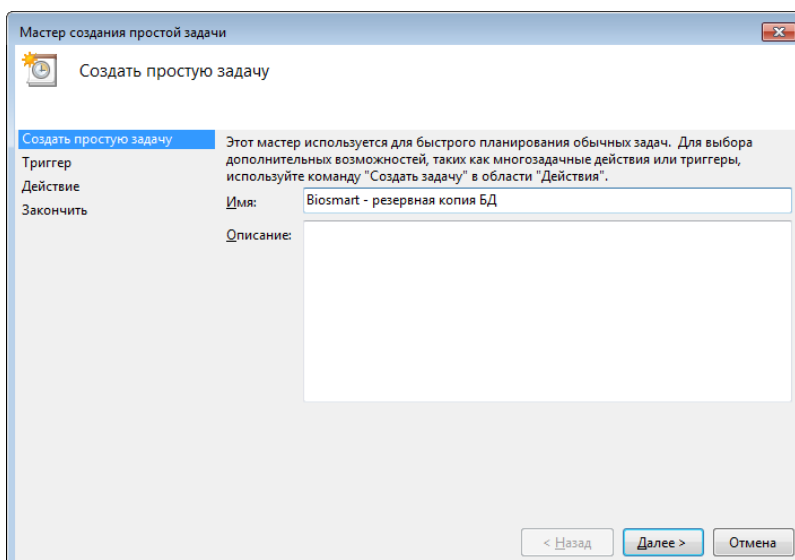 Мастер создания простой задачи
Создать простую задачу
Создать простую задачу
Триггер
Действие
Закончить
Этот мастер используется для быстрого планирования обычных задач. Для выбора
дополнительных возможностей, таких как многозадачные действия или триггеры,
используйте команду "Создать задачу" в области "Действия".
Имя:
Biosmart - резервная копия БД
Описание:
< Назад
Далее >
Отмена